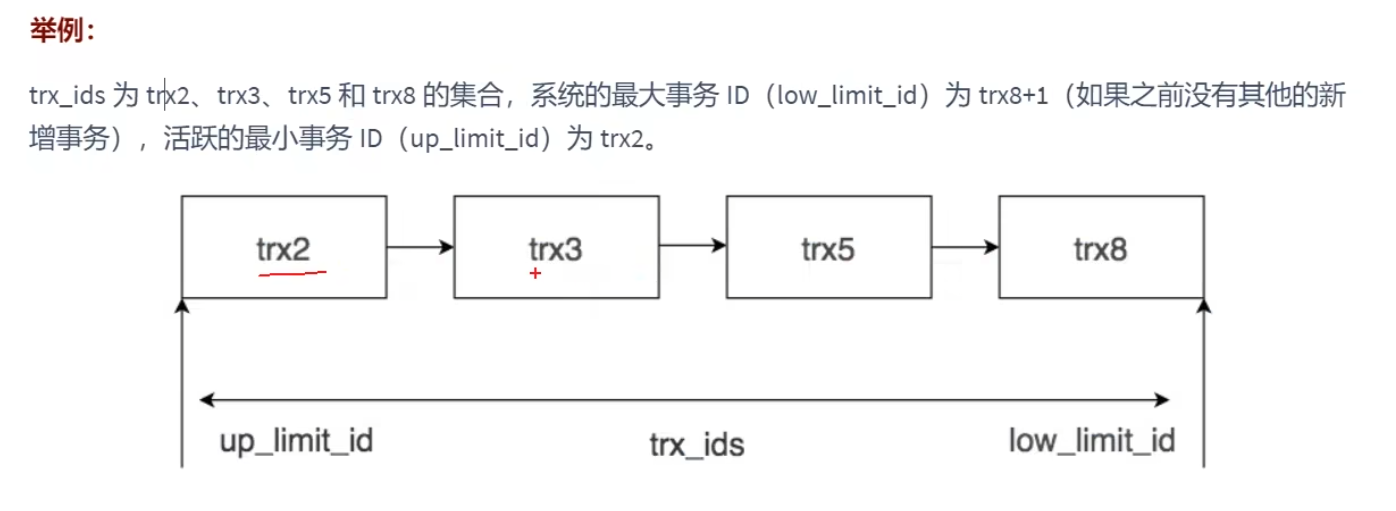 举例：
trx_ids 为 trx2、trx3、trx5 和 trx8 的集合，系统的最大事务 ID（low_limit_id）为 trx8+1（如果之前没有其他的新
增事务），活跃的最小事务 ID（up_limit_id）为 trx2。
trx2 trx3 trx5 trx8
up_limit_id trx_ids low_limit_id